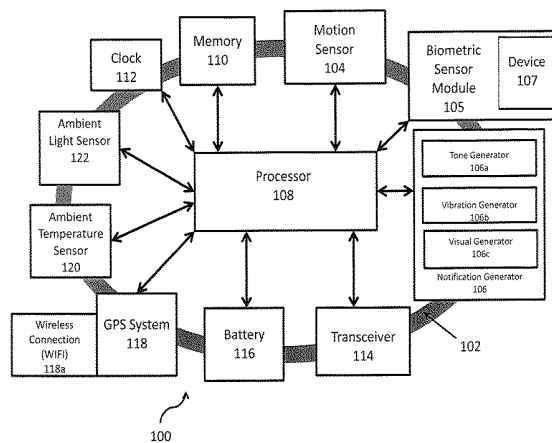 Memory
110
Motion
Sensor
104
Clock
112
Biometric
Sensor
Module
105
Device
107
Ambient
Light Sensor
122
Processor
108
Tone Generator
106a
Vibration Generator
106b
Visual Generator
106c
Notification Generator
106
Ambient
Temperature
Sensor
120
Wireless
Connection
(WIFI)
118a
GPS System
118
Battery
116
Transceiver
114
102
100